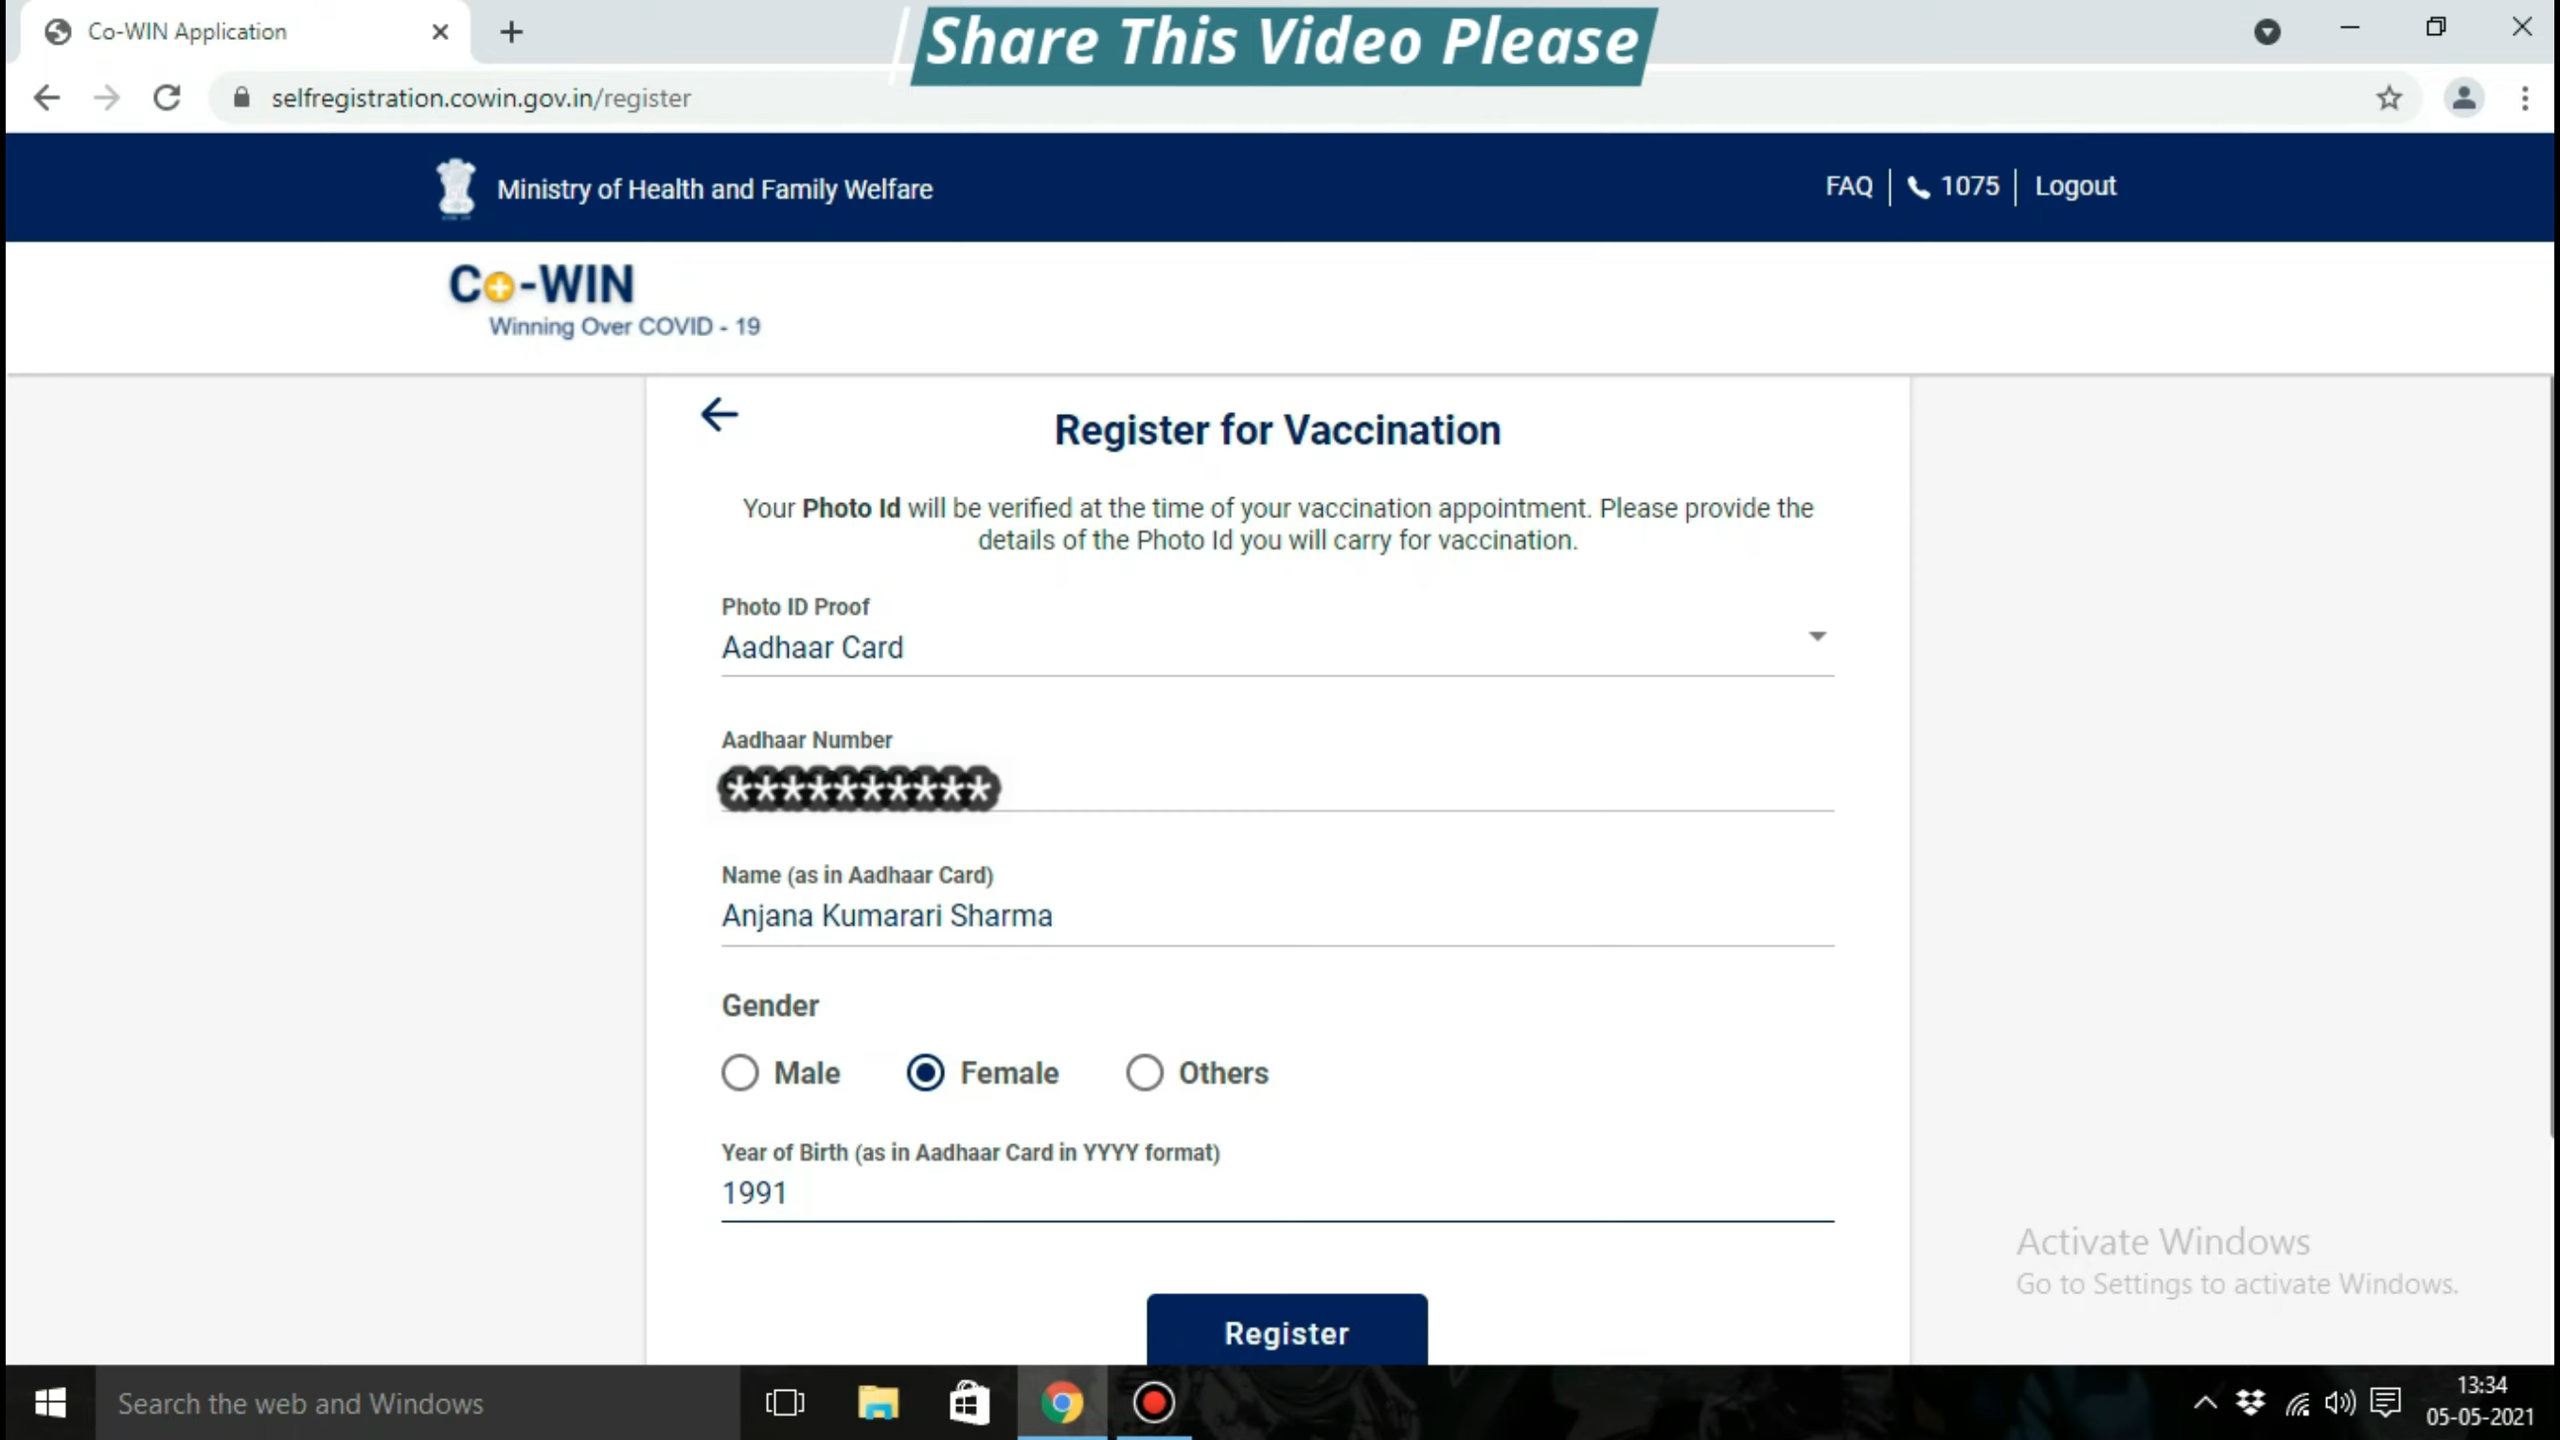 Co-WIN Application
Share This Video Please
selfregistration.cowin.gov.in/register
Ministry of Health and Family Welfare
FAQ
1075
Logout
Co-WIN
Winning Over COVID - 19
Register for Vaccination
Your Photo Id will be verified at the time of your vaccination appointment. Please provide the
details of the Photo Id you will carry for vaccination.
Photo ID Proof
Aadhaar Card
Aadhaar Number
**********
Name (as in Aadhaar Card)
Anjana Kumarari Sharma
Gender
Male
Female
Others
Year of Birth (as in Aadhaar Card in YYYY format)
1991
Register
Activate Windows
Go to Settings to activate Windows.
Search the web and Windows
13:34
05-05-2021